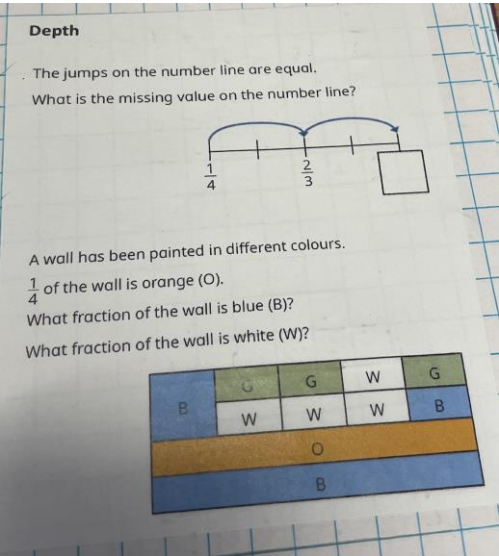 Depth
The jumps on the number line are equal.
What is the missing value on the number line?
1/4 2/3
A wall has been painted in different colours.
1/4 of the wall is orange (O).
What fraction of the wall is blue (B)?
What fraction of the wall is white (W)?
B G G W G
W W W B
O
B